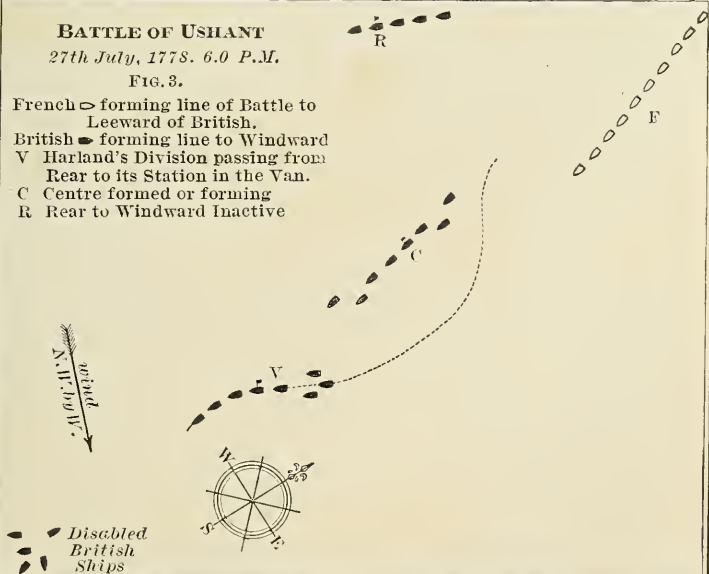 BATTLE OF USHANT
27th July, 1778. 6.0 P.M.
FIG. 3.
French forming line of Battle to
Leeward of British.
British forming line to Windward
V Harland's Division passing from
Rear to its Station in the Van.
C Centre formed or forming
R Rear to Windward Inactive
R
F
C
V
wind
N.W. by W.
W
S
E
Disabled
British
Ships